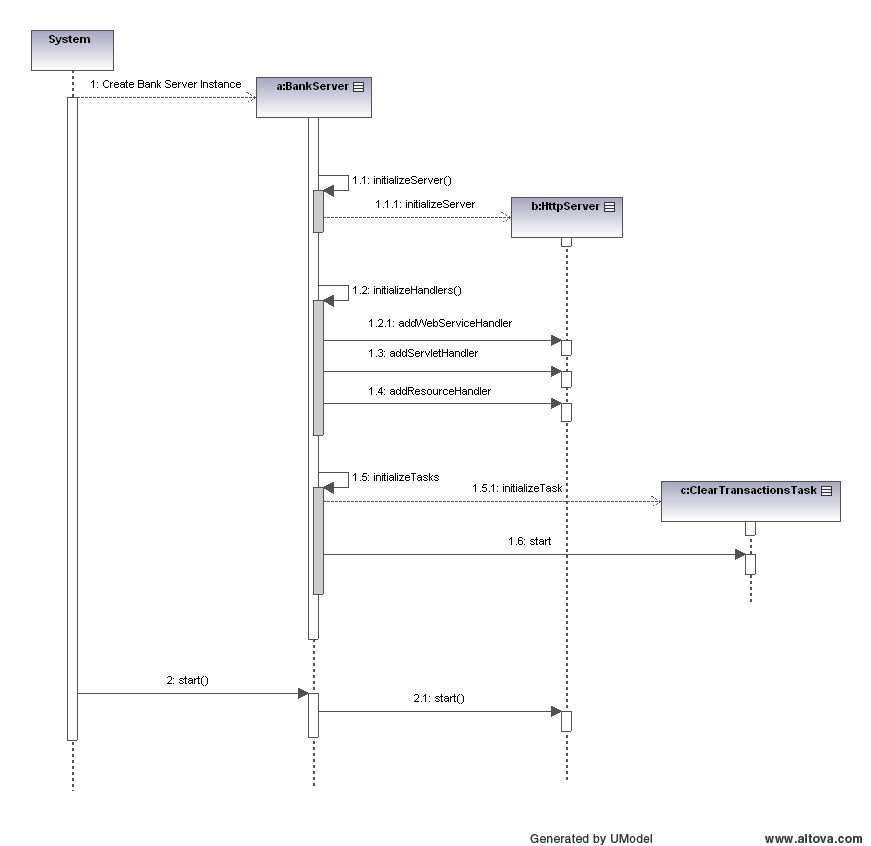 System
1: Create Bank Server Instance
a:BankServer
1.1: initializeServer()
1.1.1: initializeServer
b:HttpServer
1.2: initializeHandlers()
1.2.1: addWebServiceHandler
1.3: addServletHandler
1.4: addResourceHandler
1.5: initializeTasks
1.5.1: initializeTask
c:ClearTransactionsTask
1.6: start
2: start()
2.1: start()
Generated by UModel
www.altova.com